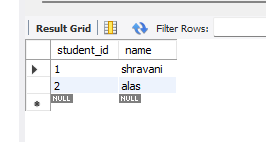 Result Grid Filter Rows:
student_id name
1 shravani
2 alas
NULL NULL